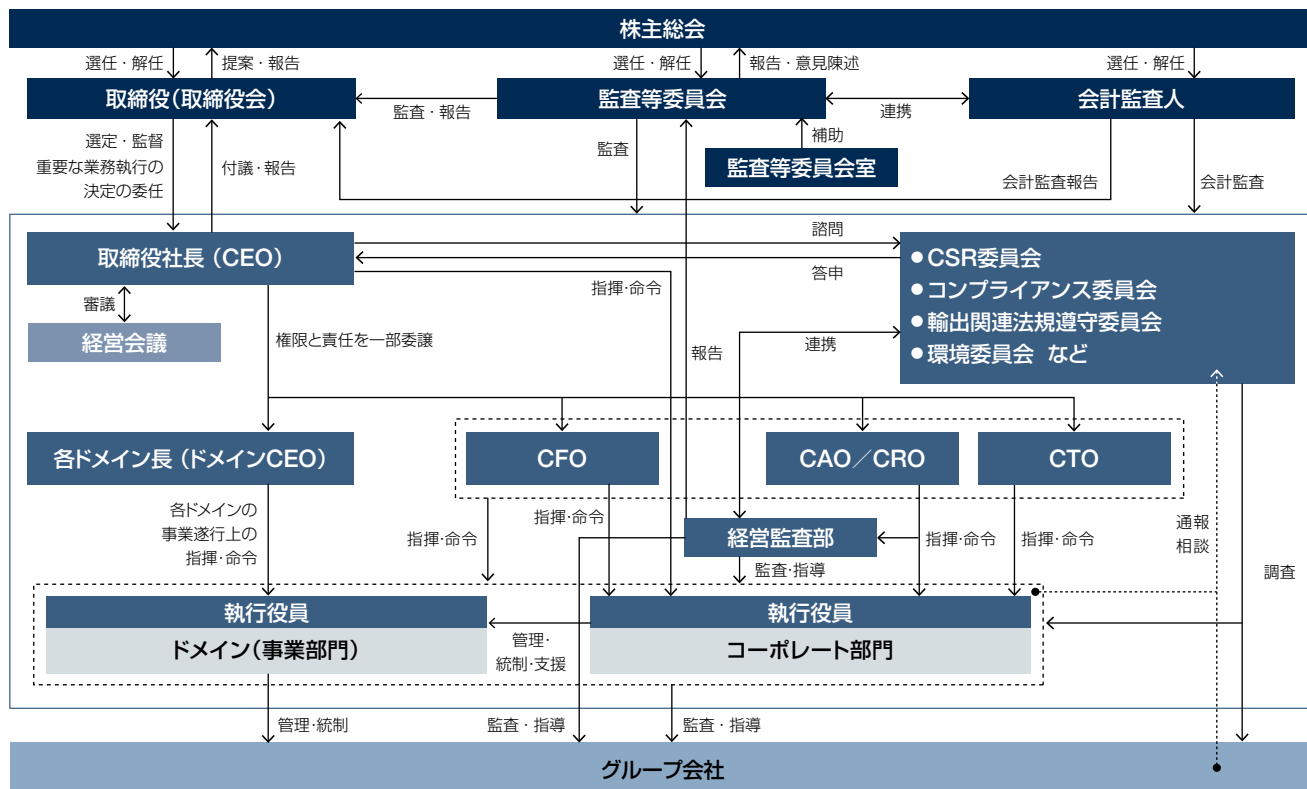 株主総会
選任・解任
提案・報告
選任・解任
報告・意見陳述
選任・解任
取締役(取締役会)
監査・報告
監査等委員会
連携
会計監査人
選定・監督
重要な業務執行の
決定の委任
付議・報告
監査
補助
監査等委員会室
会計監査報告
会計監査
取締役社長 (CEO)
諮問
答申
指揮・命令
●CSR委員会
●コンプライアンス委員会
●輸出関連法規遵守委員会
●環境委員会 など
審議
経営会議
権限と責任を一部委譲
報告
連携
各ドメイン長 (ドメインCEO)
CFO
CAO/CRO
CTO
各ドメインの
事業遂行上の
指揮・命令
指揮・命令
指揮・命令
経営監査部
指揮・命令
指揮・命令
通報
相談
調査
監査・指導
執行役員
ドメイン(事業部門)
管理・
統制・支援
執行役員
コーポレート部門
管理・統制
監査・指導
監査・指導
グループ会社